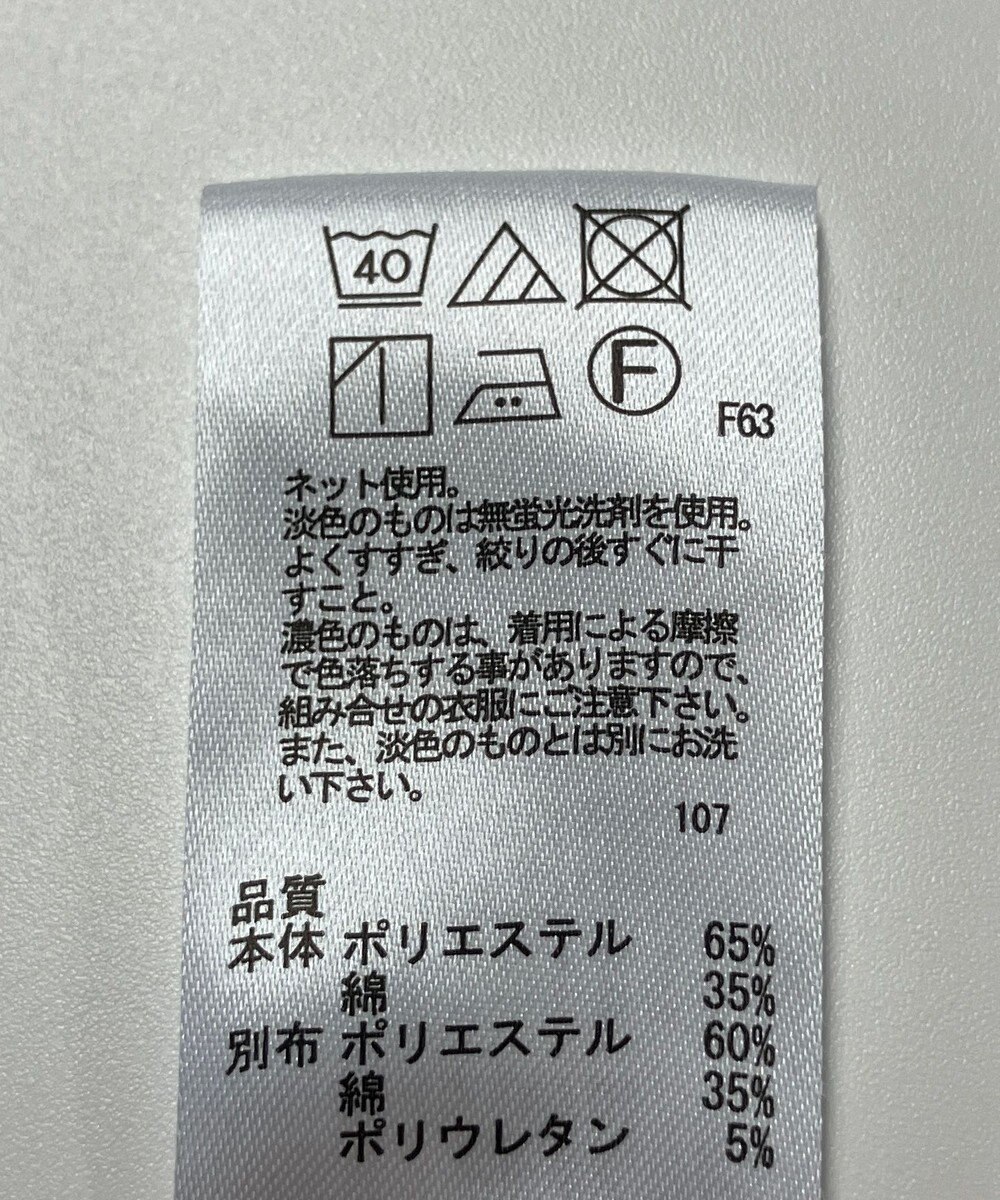 40
F
F63
ネット使用。
淡色のものは無蛍光洗剤を使用。
よくすすぎ、絞りの後すぐに干
すこと。
濃色のものは、着用による摩擦
で色落ちする事がありますので、
組み合せの衣服にご注意下さい。
また、淡色のものとは別にお洗
い下さい。
107
品質
本体 ポリエステル 65%
綿 35%
別布 ポリエステル 60%
綿 35%
ポリウレタン 5%